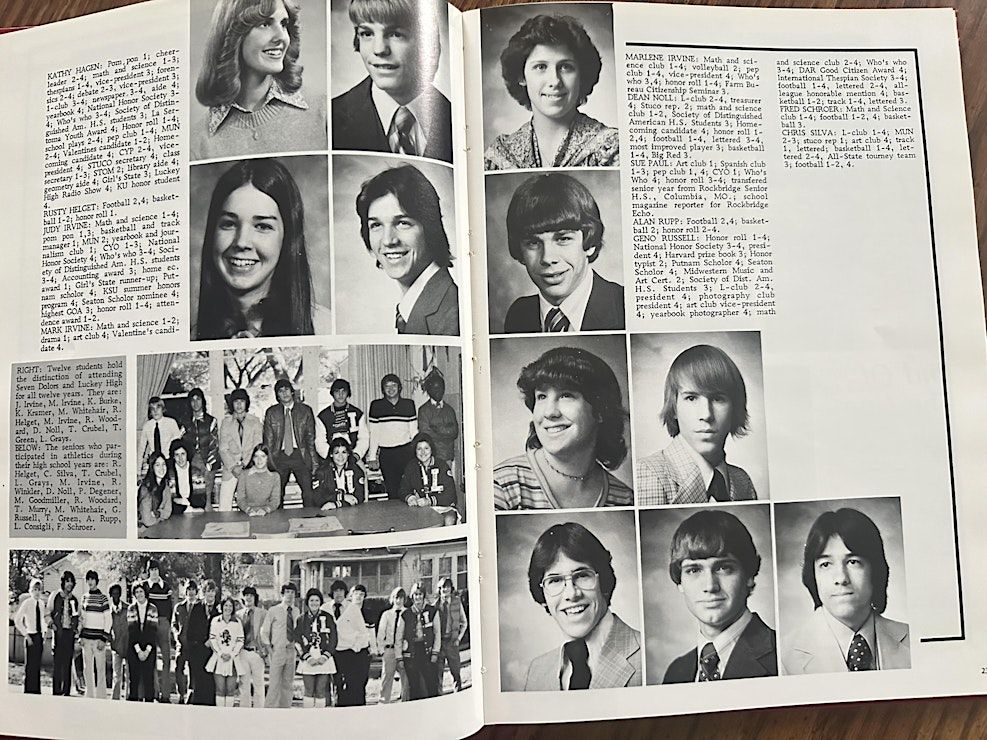 KATHY HAGEN: Pom, pon 1; cheer-
leader 2-4; math and science 1-3;
thespians 1-4, vice-president 3; foren-
sics 2-4; debate 2-3, vice-president 3;
l-club 3-4; newspaper, 3-4, aide 4;
yearbook 4; National Honor Society 3-
4; Who's who 3-4; Society of Distin-
guished Am. H.S. students 3; La Ser-
toma Youth Award 4; Honor roll 1-4;
school plays 2-4; pep club 1-4; MUN
2-4; Valentines candidate 1-2; Home-
coming candidate 4; CYP 2-4, vice-
president 4; STUCO secretary 4; class
secretary 1-3; STOM 2; library aide 4;
geometry aide 4; Girl's State 3; Luckey
High Radio Show 4; KU honor student
4.
RUSTY HELGET: Football 2,4; basket-
ball 1-2; honor roll 1.
JUDY IRVINE: Math and science 1-4;
pom pon 1,3; basketball and track
manager 1; MUN 2; yearbook and jour-
nalism club 1; CYO 1-3; National
Honor Society 4; Who's who 3-4; Soci-
ety of Distinguished Am. H.S. students
3-4; Accounting award 3; home ec.
award 1; Girl's State runner-up; Put-
nam scholar 4; KSU summer honors
program 4; Seaton Scholor nominee 4;
highest GOA 3; honor roll 1-4; atten-
dence award 1-2.
MARK IRVINE: Math and science 1-2;
drama 1; art club 4; Valentine's candi-
date 4.
RIGHT: Twelve students hold
the distinction of attending
Seven Dolors and Luckey High
for all twelve years. They are:
J. Irvine, M. Irvine, K. Burke,
K. Kramer, M. Whitehair, R.
Helget, M. Irvine, R. Wood-
ard, D. Noll, T. Crubel, T.
Green, L. Grays.
BELOW: The seniors who par-
ticipated in athletics during
their high school years are: R.
Helget, C. Silva, T. Crubel,
L. Grays, M. Irvine, R.
Winkler, D. Noll, P. Degener,
M. Goodmiller, R. Woodard,
T. Murry, M. Whitehair, G.
Russell, T. Green, A. Rupp,
L. Consigli, F. Schroer.
MARLENE IRVINE: Math and sci-
ence club 1-4; volleyball 2; pep
club 1-4, vice-president 4; Who's
who 3,4; honor roll 1-4; Farm Bu-
reau Citizenship Seminar 3.
DEAN NOLL: L-club 2-4, treasurer
4; Stuco rep. 2; math and science
club 1-2, Society of Distinguished
American H.S. Students 3; Home-
coming candidate 4; honor roll 1-
2,4; football 1-4, lettered 3-4,
most improved player 3; basketball
1-4, Big Red 3.
SUE PAUL: Art club 1; Spanish club
1-3; pep club 1, 4; CYO 1; Who's
Who 4; honor roll 3-4; transfered
senior year from Rockbridge Senior
H.S., Columbia, MO.; school
magazine reporter for Rockbridge
Echo.
ALAN RUPP: Football 2,4; basket-
ball 2; honor roll 2-4.
GENO RUSSELL: Honor roll 1-4;
National Honor Society 3-4, presi-
dent 4; Harvard prize book 3; Honor
typist 2; Putnam Scholar 4; Seaton
Scholor 4; Midwestern Music and
Art Cert. 2; Society of Dist. Am.
H.S. Students 3; L-club 2-4,
president 4; photography club
president 4; art club vice-president
4; yearbook photographer 4; math
and science club 2-4; Who's who
3-4; DAR Good Citizen Award 4;
International Thespian Society 3-4;
football 1-4, lettered 2-4, all-
league honorable mention 4; bas-
ketball 1-2; track 1-4, lettered 3.
FRED SCHROER: Math and Science
club 1-4; football 1-2, 4; basket-
ball 3.
CHRIS SILVA: L-club 1-4; MUN
2-3; stuco rep 1; art club 4; track
1, lettered; basketball 1-4, let-
tered 2-4, All-State tourney team
3; football 1-2, 4.